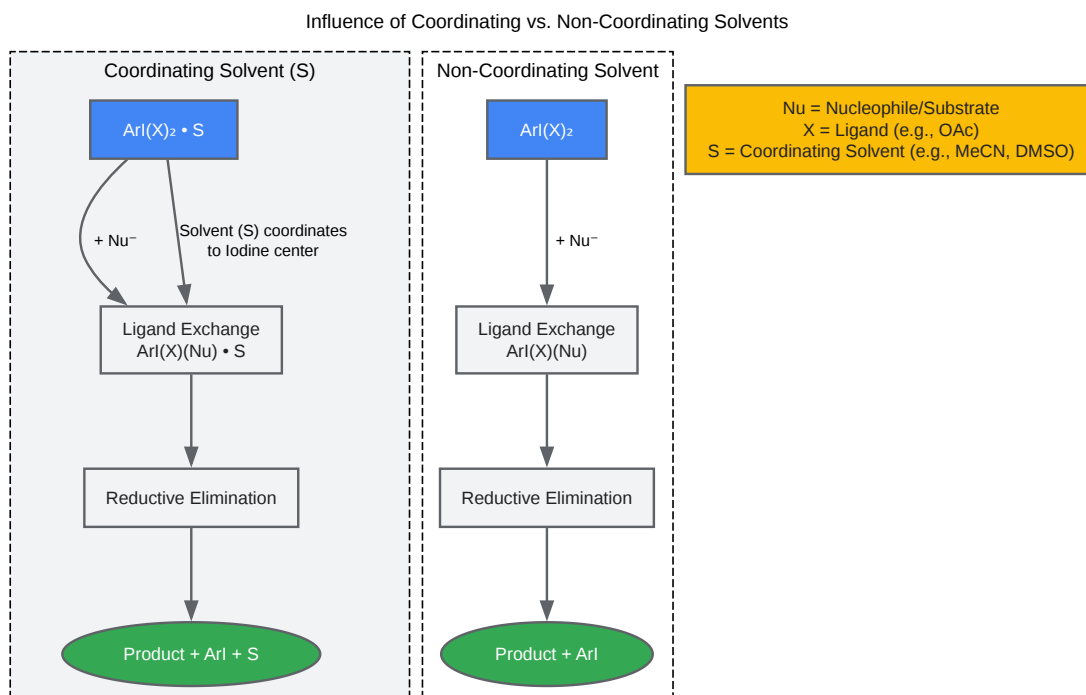 Influence of Coordinating vs. Non-Coordinating Solvents
Coordinating Solvent (S)
ArI(X)₂ • S
+ Nu⁻
Solvent (S) coordinates
to Iodine center
Ligand Exchange
ArI(X)(Nu) • S
Reductive Elimination
Product + ArI + S
Non-Coordinating Solvent
ArI(X)₂
+ Nu⁻
Ligand Exchange
ArI(X)(Nu)
Reductive Elimination
Product + ArI
Nu = Nucleophile/Substrate
X = Ligand (e.g., OAc)
S = Coordinating Solvent (e.g., MeCN, DMSO)